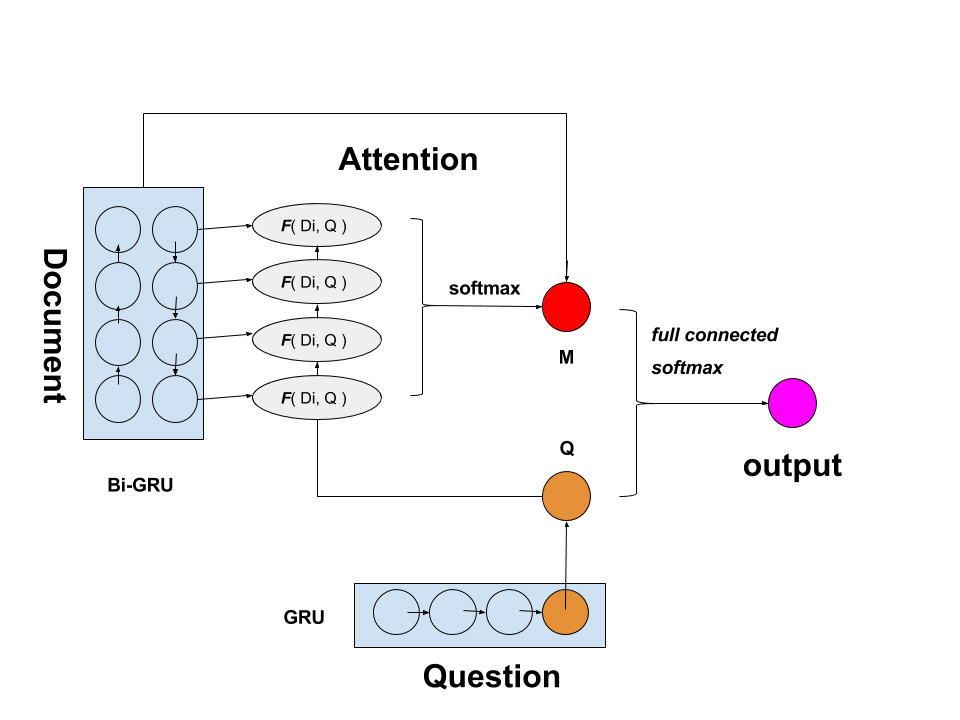 Attention
Document
F( Di, Q )
F( Di, Q )
F( Di, Q )
F( Di, Q )
softmax
M
full connected
softmax
Q
output
Bi-GRU
GRU
Question